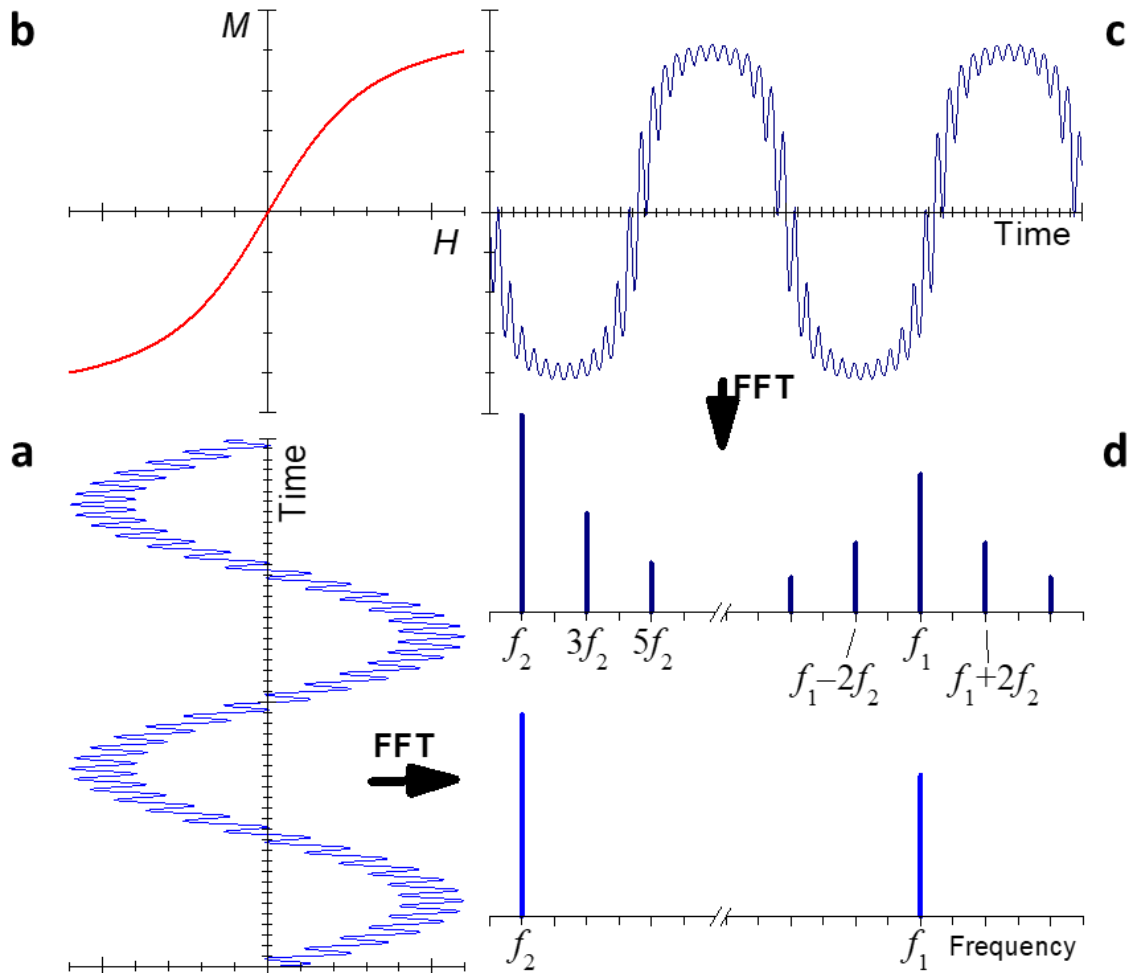 b
M
H
c
Time
FFT
a
Time
d
f₂ 3f₂ 5f₂ f₁
f₁−2f₂ f₁+2f₂
FFT
f₂ f₁ Frequency